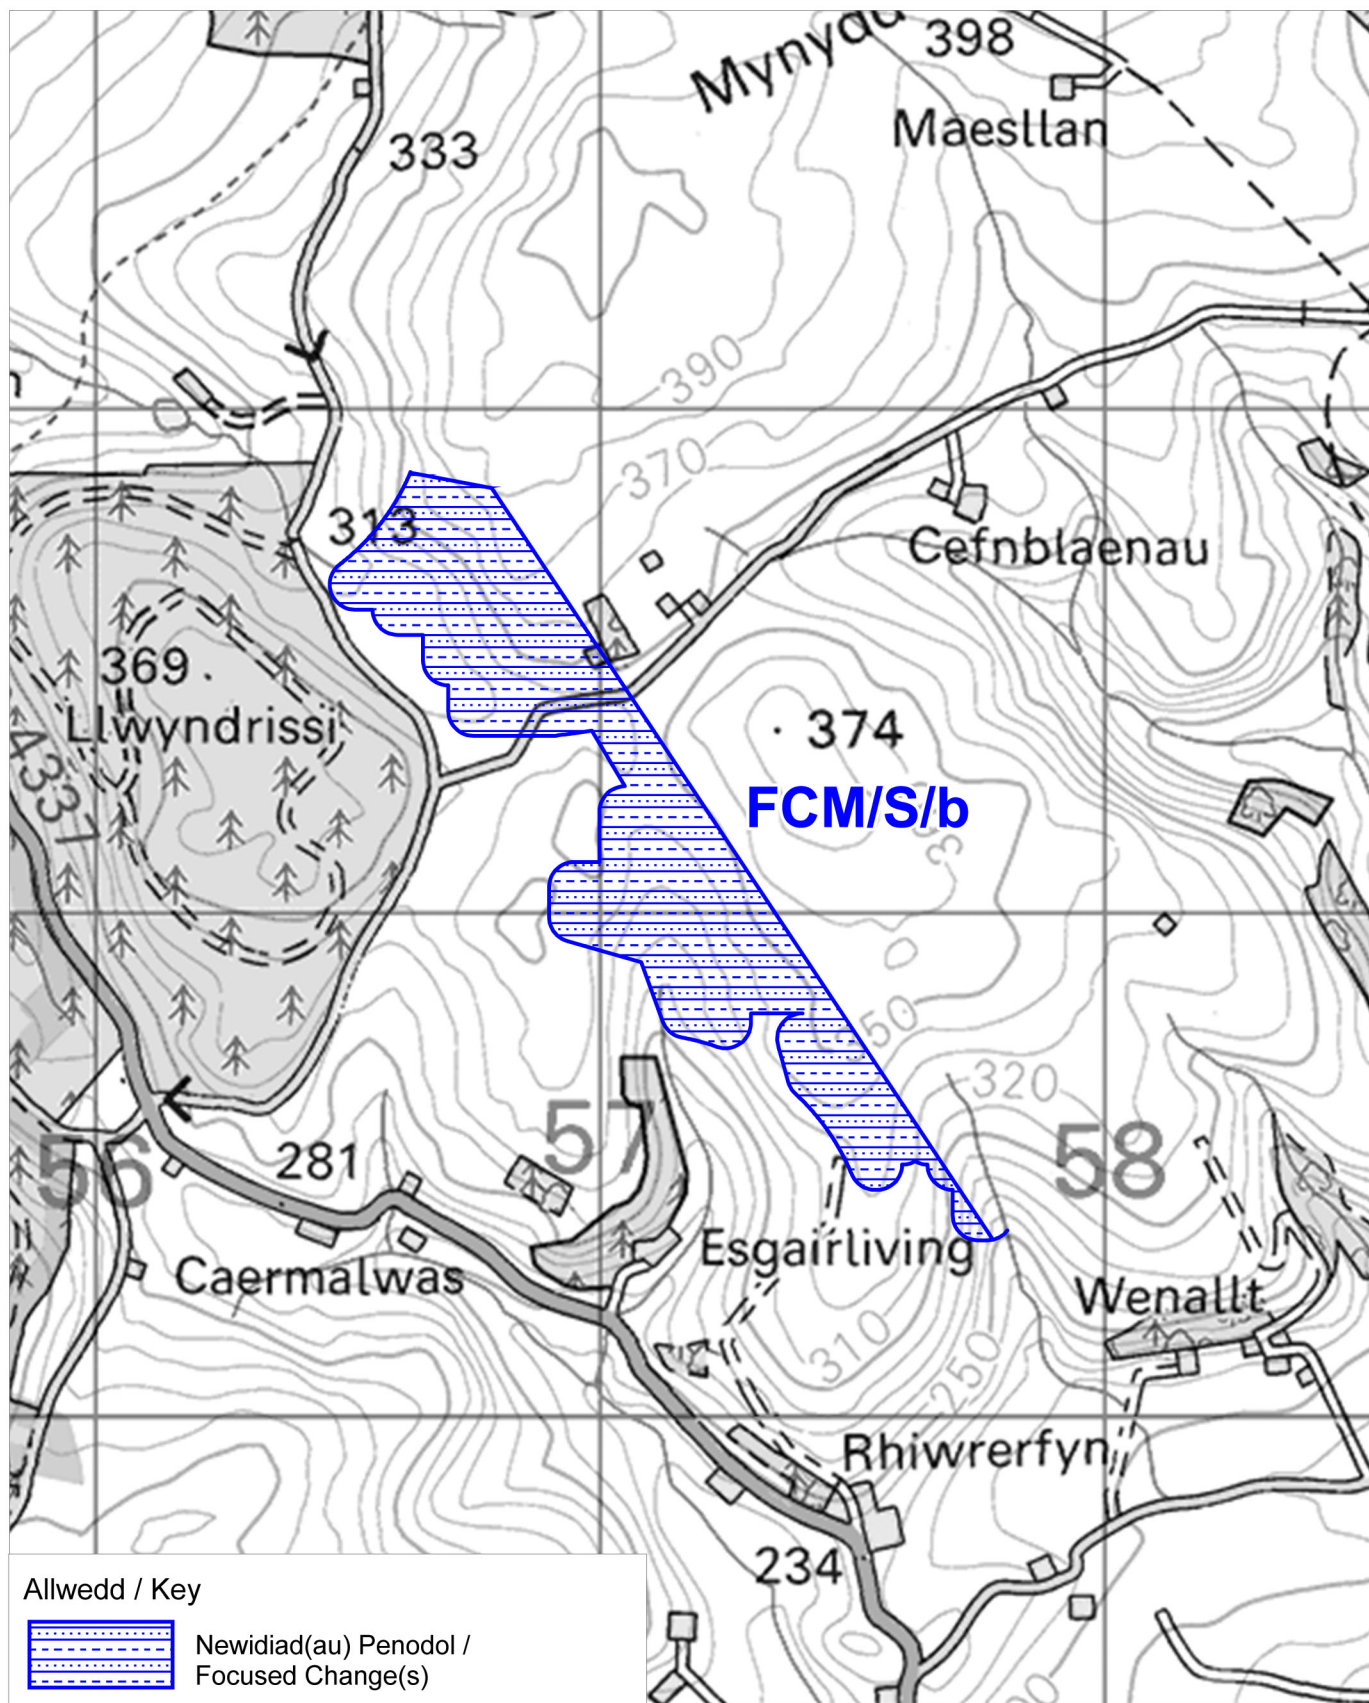 Mynydd
398
Maesllan
333
390
370
313
Cefnblaenau
369
Llwyndrissi
374
FCM/S/b
4337
350
320
57
58
56
281
Esgairliving
Caermalwas
Wenallt
310
250
Rhiwrerfyn
234
Allwedd / Key
Newidiad(au) Penodol /
Focused Change(s)